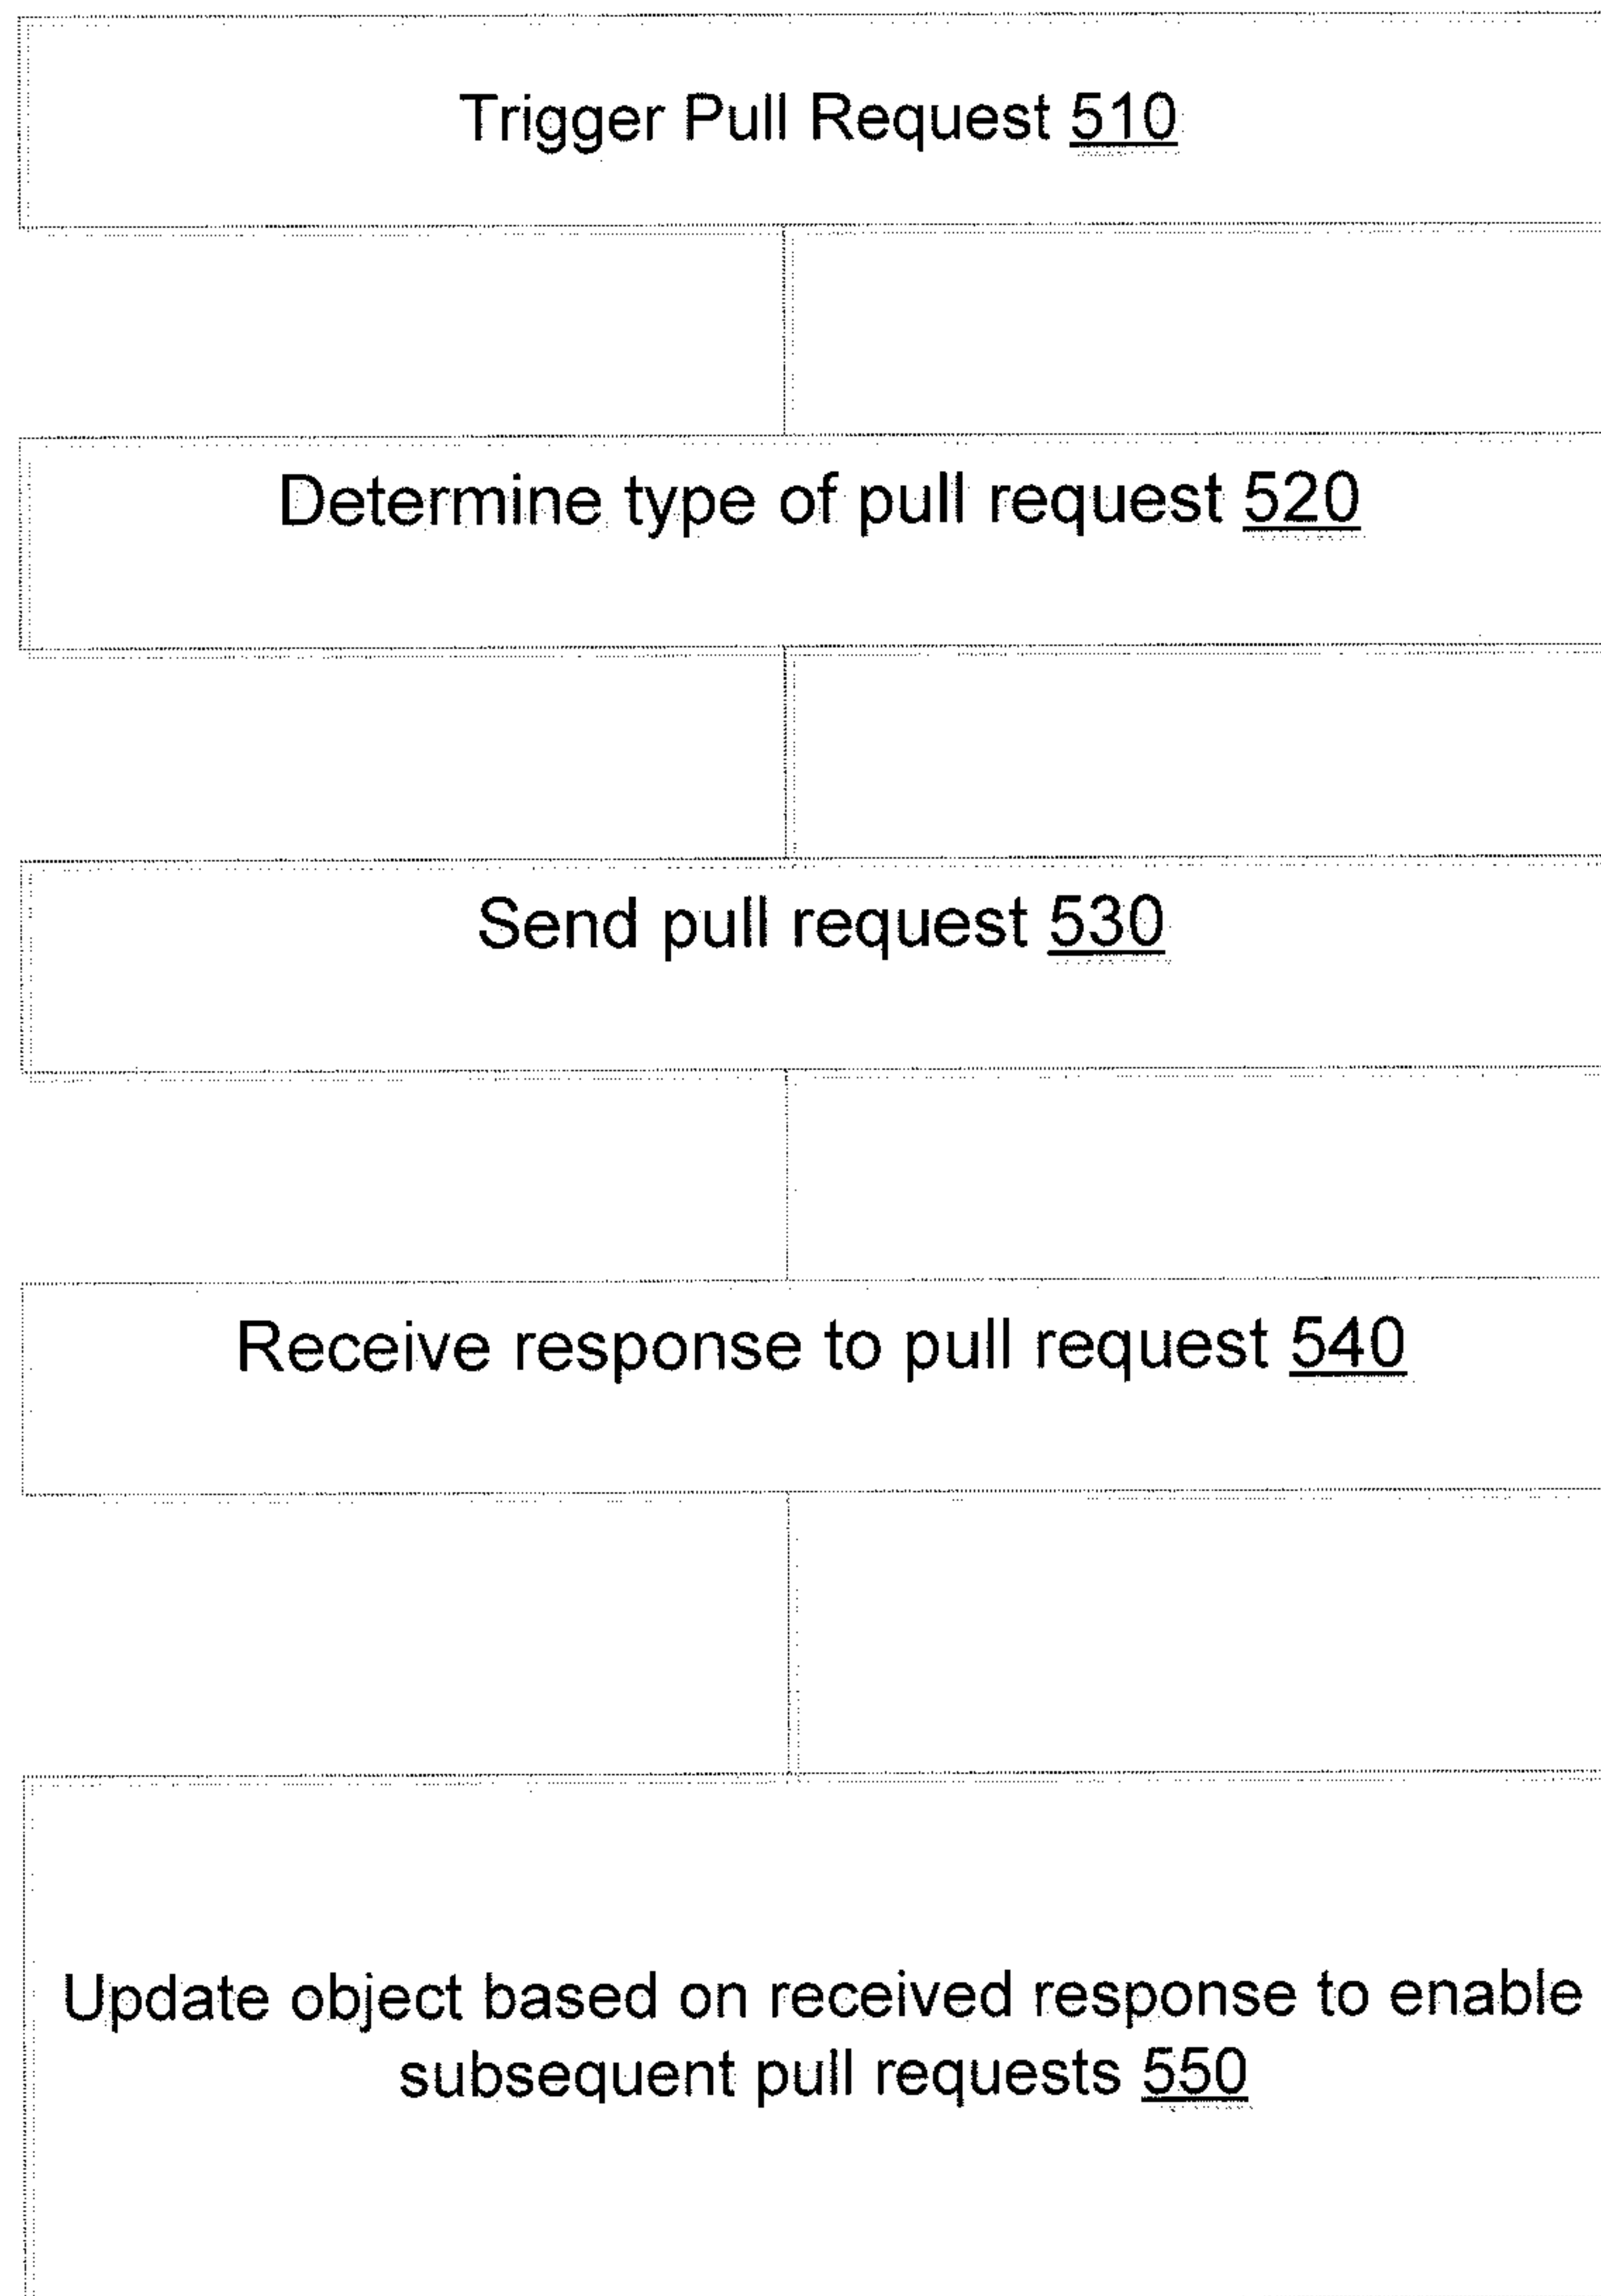 Trigger Pull Request 510
Determine type of pull request 520
Send pull request 530
Receive response to pull request 540
Update object based on received response to enable
subsequent pull requests 550